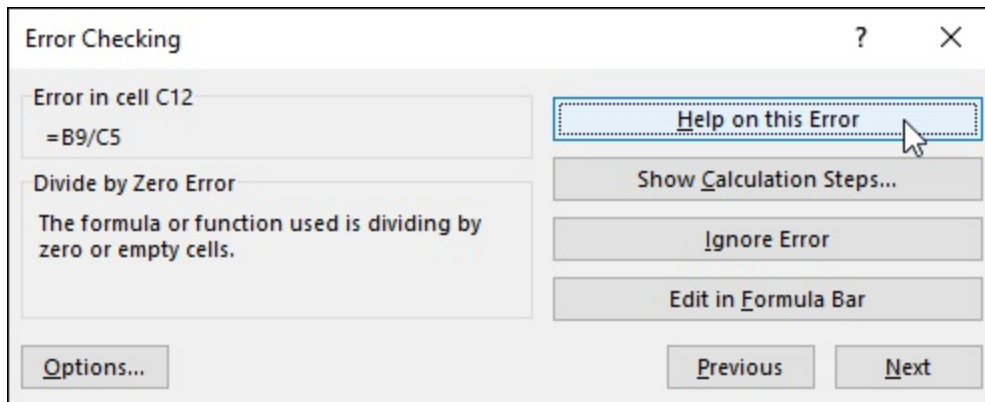 Error Checking
?
Error in cell C12
=B9/C5
Divide by Zero Error
The formula or function used is dividing by
zero or empty cells.
Help on this Error
Show Calculation Steps...
Ignore Error
Edit in Formula Bar
Options...
Previous
Next